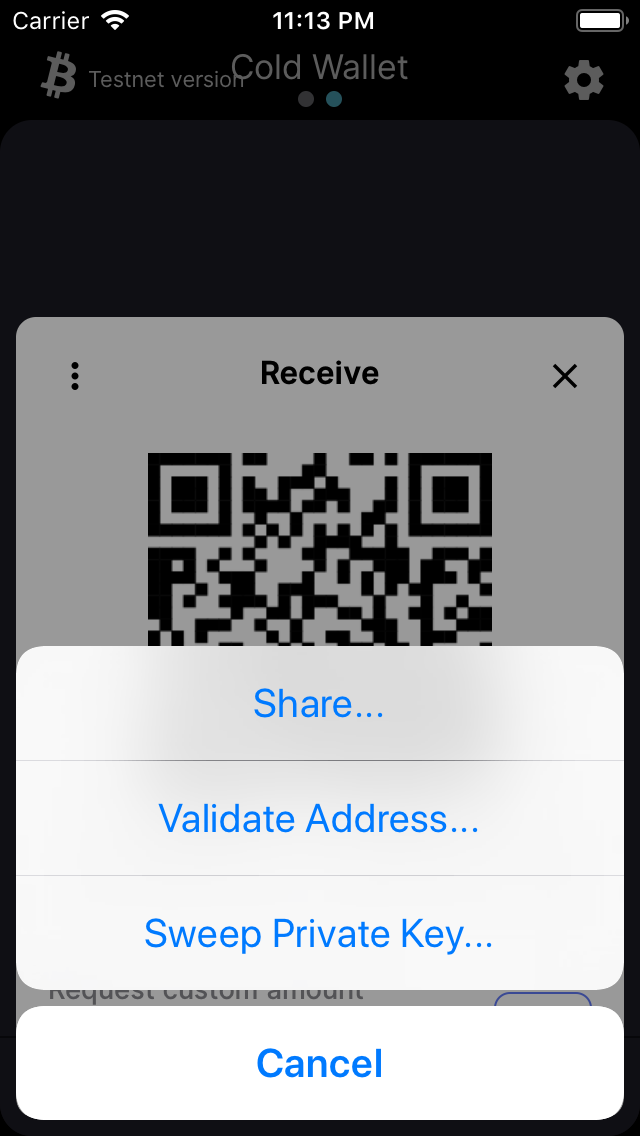 Carrier 11:13 PM
Testnet version Cold Wallet
Receive
Share...
Validate Address...
Sweep Private Key...
Request custom amount
Cancel